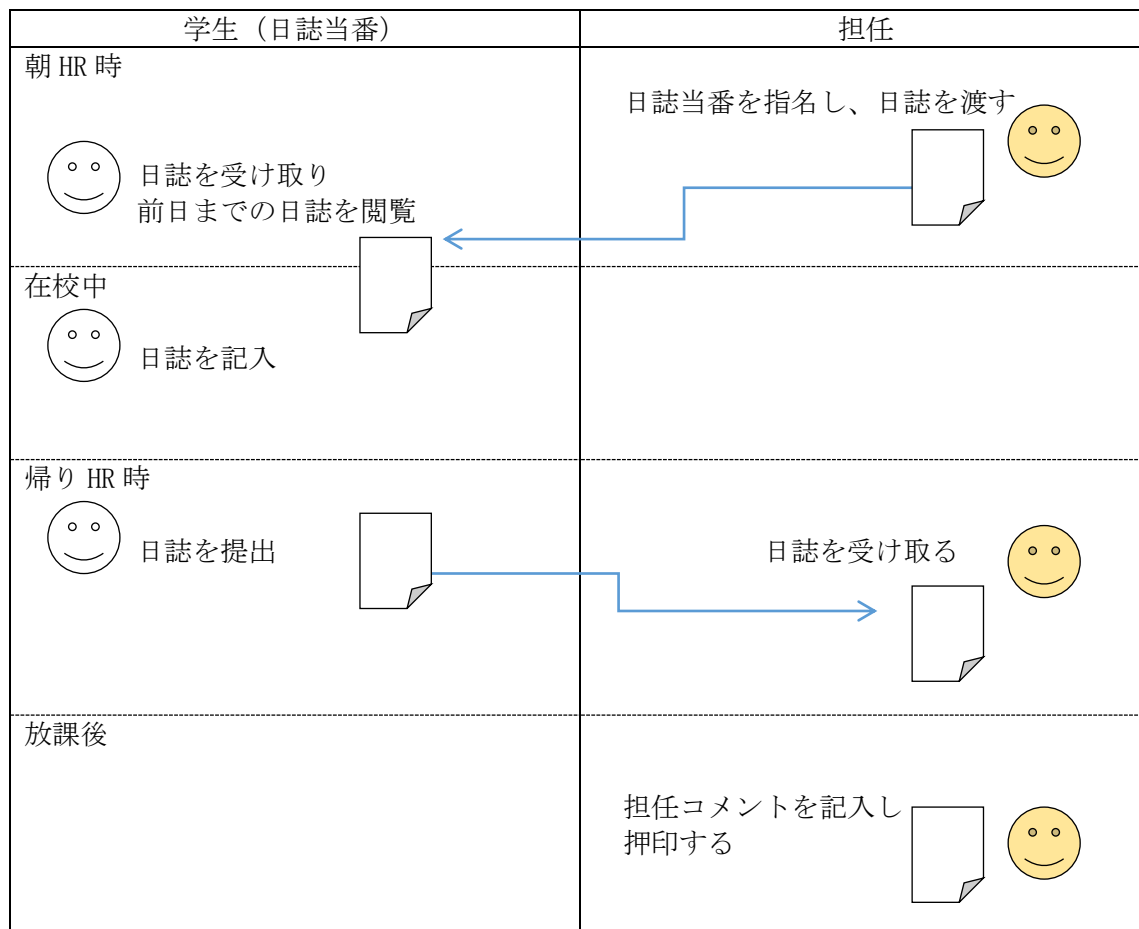 学生（日誌当番）
担任
朝 HR 時
日誌当番を指名し、日誌を渡す
日誌を受け取り
前日までの日誌を閲覧
在校中
日誌を記入
帰り HR 時
日誌を提出
日誌を受け取る
放課後
担任コメントを記入し
押印する